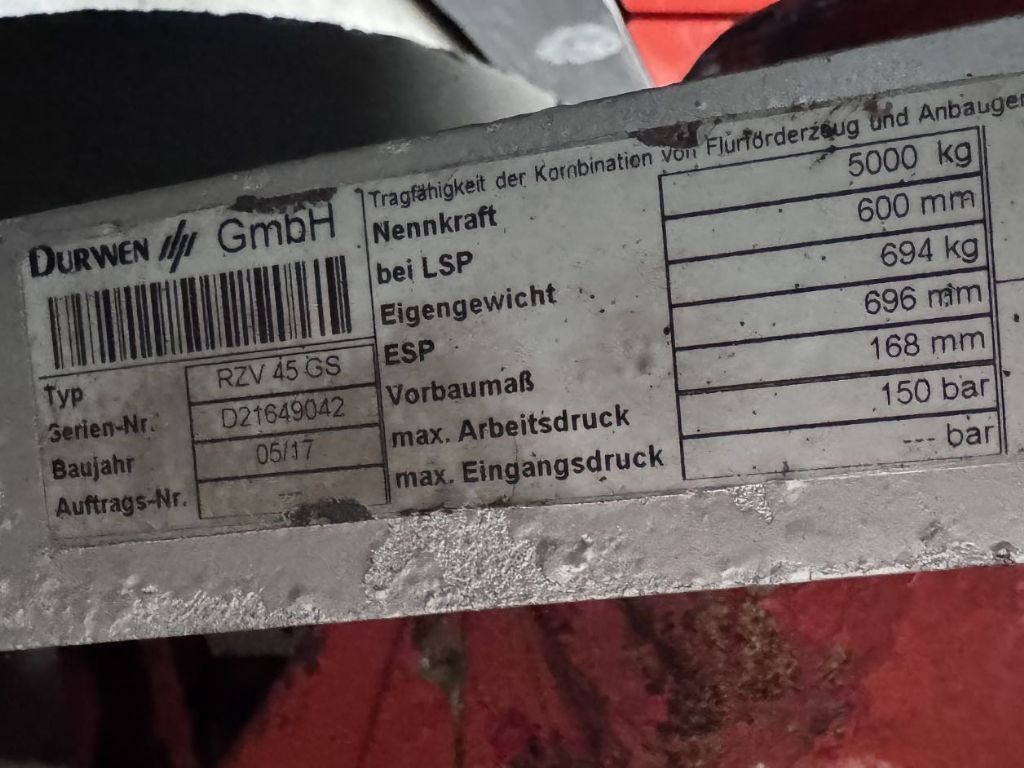 Tragfähigkeit der Kombination von Flurförderzeug und
DURWEN GmbH
Typ RZV 45 GS
Serien-Nr. D21649042
Baujahr 05/17
Auftrags-Nr. ---
Nennkraft 5000 kg
bei LSP 600 mm
Eigengewicht 694 kg
ESP 696 mm
Vorbaumaß 168 mm
max. Arbeitsdruck 150 bar
max. Eingangsdruck --- bar